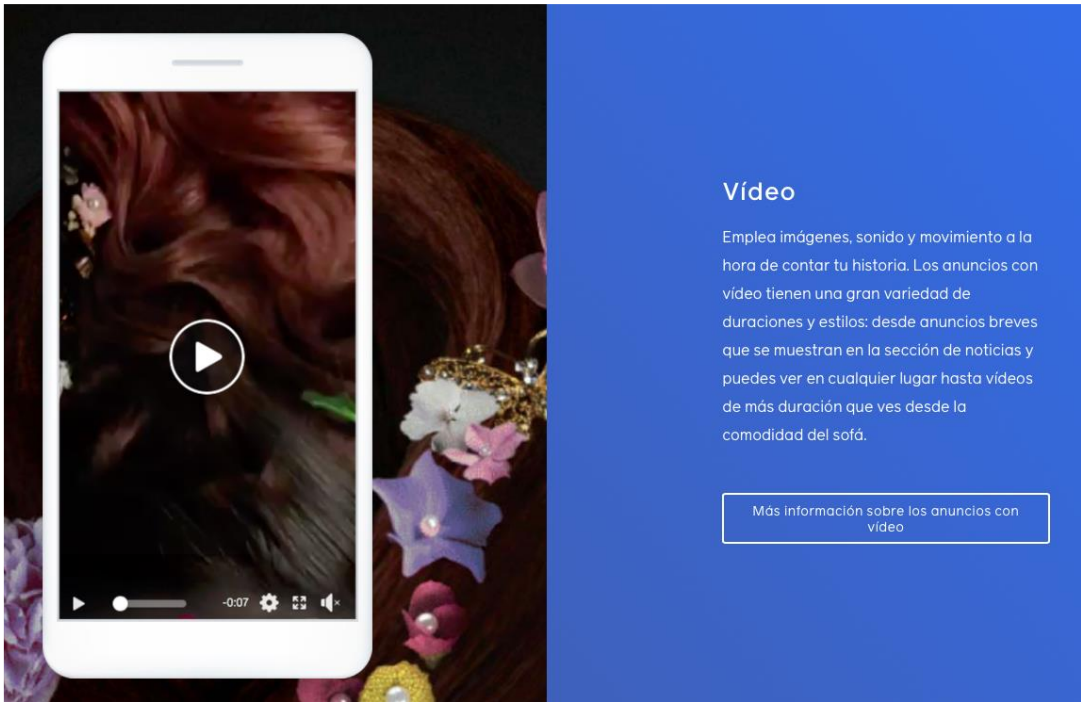 Vídeo
Emplea imágenes, sonido y movimiento a la
hora de contar tu historia. Los anuncios con
vídeo tienen una gran variedad de
duraciones y estilos: desde anuncios breves
que se muestran en la sección de noticias y
puedes ver en cualquier lugar hasta vídeos
de más duración que ves desde la
comodidad del sofá.
Más información sobre los anuncios con
vídeo
-0:07